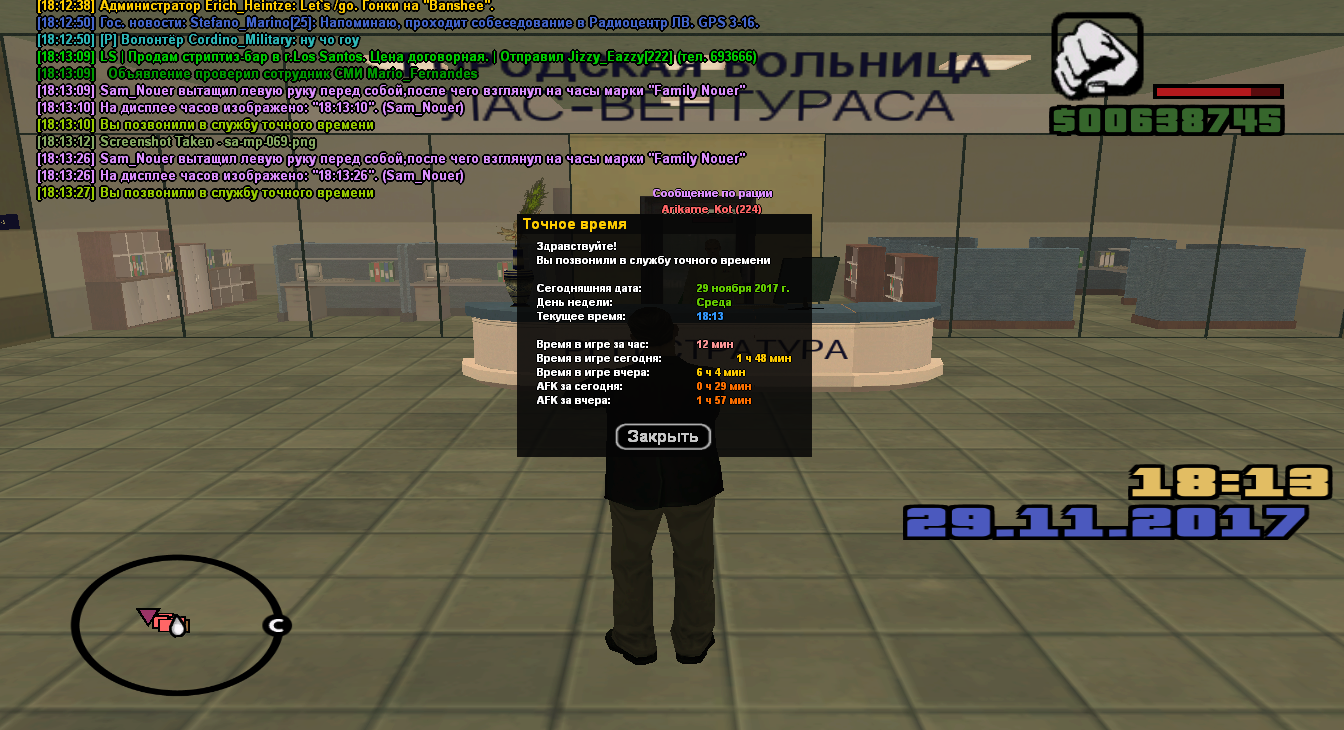 [18:12:38] Администратор Erich_Heintze: Let's /go. Гонки на "Banshee".
[18:12:50] Гос. новости: Stefano_Marino[25]: Напоминаю, проходит собеседование в Радиоцентр ЛВ. GPS 3-16.
[18:12:50] [P] Волонтёр Cordino_Military: ну чо гоу
[18:13:09] LS | Продам стриптиз-бар в г.Los Santos. Цена договорная. | Отправил Jizzy_Eazzy[222] (тел. 693666)
[18:13:09] Объявление проверил сотрудник СМИ Mario_Fernandes
[18:13:09] Sam_Nouer вытащил левую руку перед собой,после чего взглянул на часы марки "Family Nouer"
[18:13:10] На дисплее часов изображено: "18:13:10". (Sam_Nouer)
[18:13:10] Вы позвонили в службу точного времени
[18:13:12] Screenshot Taken - sa-mp-069.png
[18:13:26] Sam_Nouer вытащил левую руку перед собой,после чего взглянул на часы марки "Family Nouer"
[18:13:26] На дисплее часов изображено: "18:13:26". (Sam_Nouer)
[18:13:27] Вы позвонили в службу точного времени
БОЛЬНИЦА
ЛАС-ВЕНТУРАСА
$00638745
Сообщение по рации
Arikame_Kot (224)
Точное время
Здравствуйте!
Вы позвонили в службу точного времени
Сегодняшняя дата: 29 ноября 2017 г.
День недели: Среда
Текущее время: 18:13
Время в игре за час: 12 мин
Время в игре сегодня: 1 ч 48 мин
Время в игре вчера: 6 ч 4 мин
AFK за сегодня: 0 ч 29 мин
AFK за вчера: 1 ч 57 мин
Закрыть
18:13
29.11.2017
С